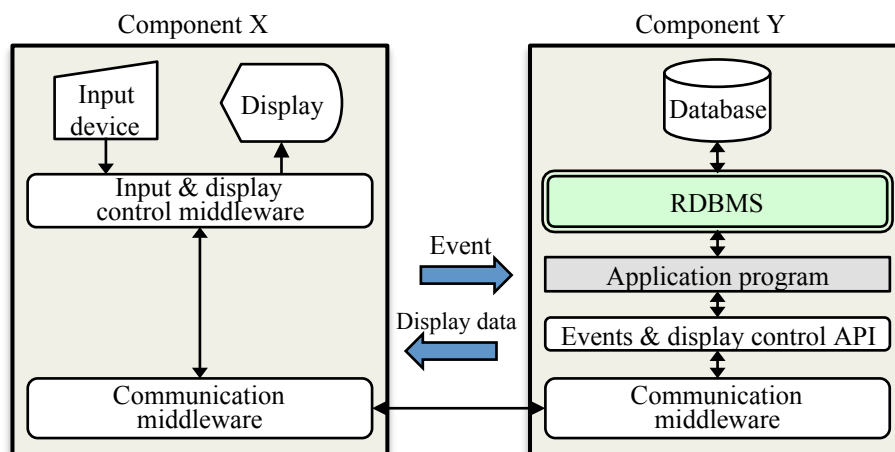 Component X
Input
device
Display
Input & display
control middleware
Communication
middleware
Event
Display data
Component Y
Database
RDBMS
Application program
Events & display control API
Communication
middleware